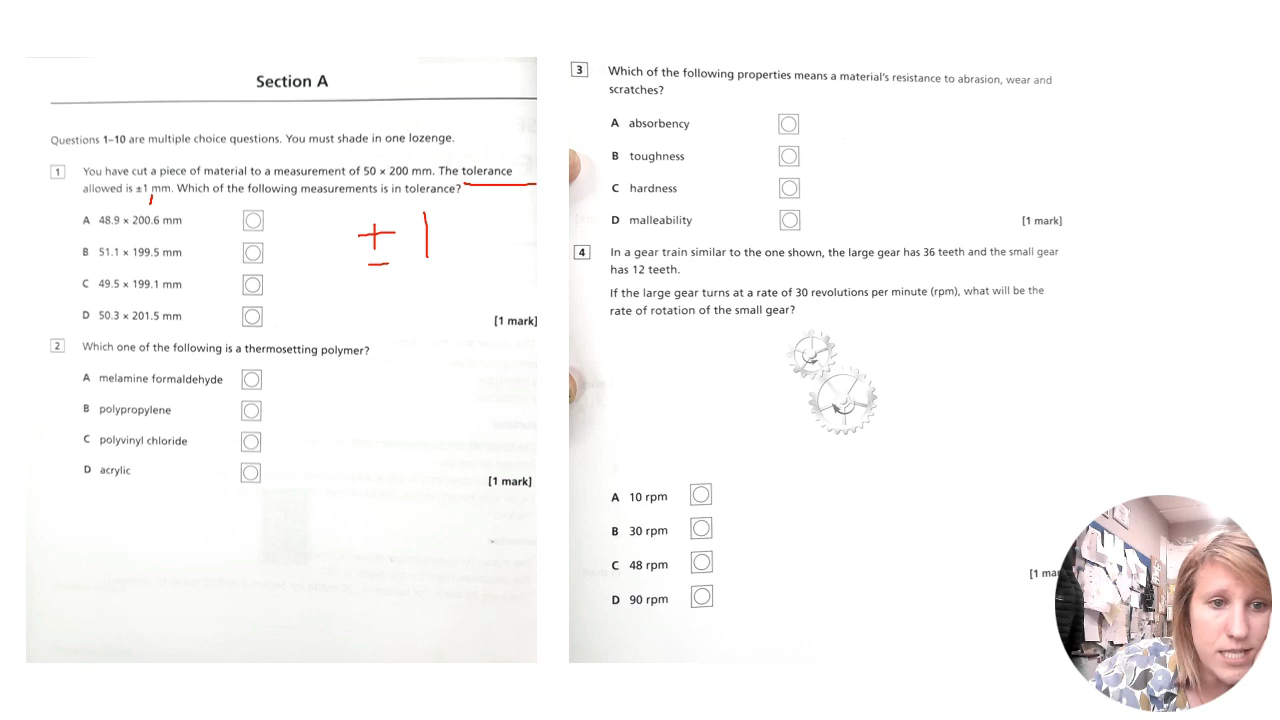 Section A
Questions 1–10 are multiple choice questions. You must shade in one lozenge.
1 You have cut a piece of material to a measurement of 50 × 200 mm. The tolerance
allowed is ±1 mm. Which of the following measurements is in tolerance?
A 48.9 × 200.6 mm
B 51.1 × 199.5 mm
C 49.5 × 199.1 mm
D 50.3 × 201.5 mm
± 1
[1 mark]
2 Which one of the following is a thermosetting polymer?
A melamine formaldehyde
B polypropylene
C polyvinyl chloride
D acrylic
[1 mark]
3 Which of the following properties means a material's resistance to abrasion, wear and
scratches?
A absorbency
B toughness
C hardness
D malleability
[1 mark]
4 In a gear train similar to the one shown, the large gear has 36 teeth and the small gear
has 12 teeth.
If the large gear turns at a rate of 30 revolutions per minute (rpm), what will be the
rate of rotation of the small gear?
A 10 rpm
B 30 rpm
C 48 rpm
D 90 rpm
[1 mar